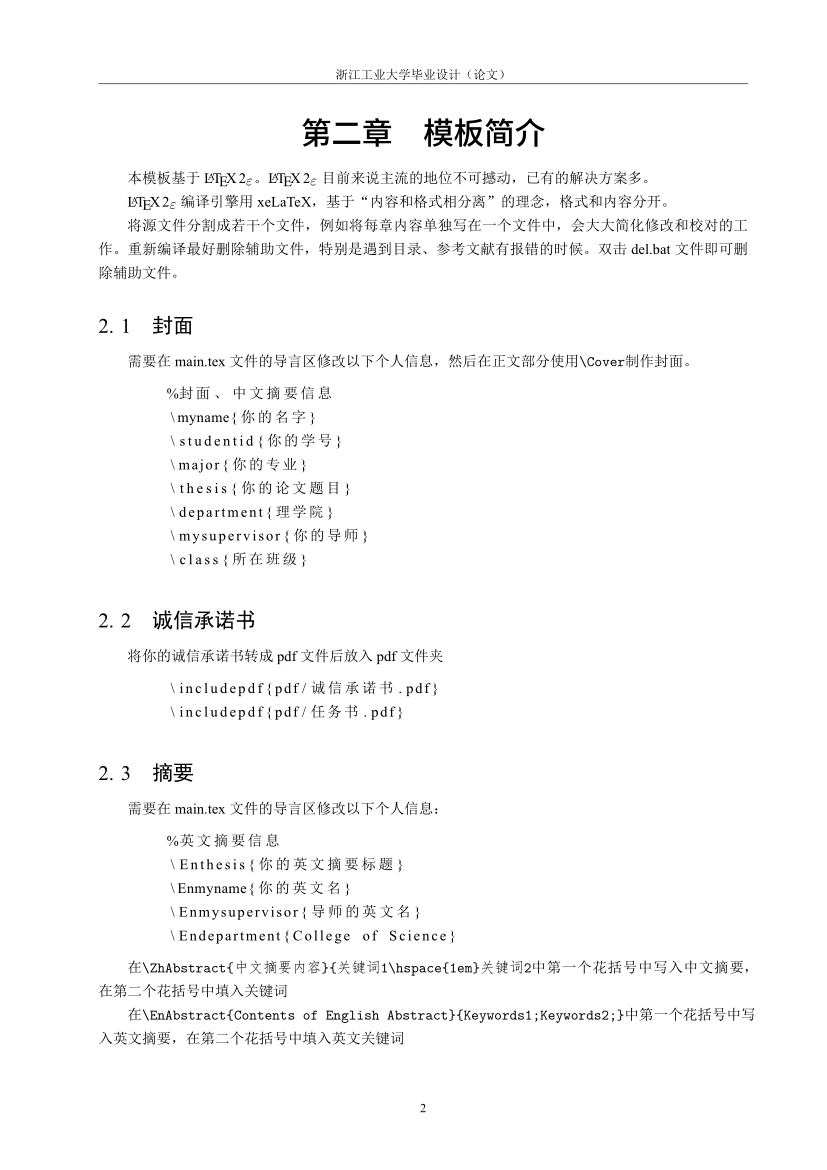 浙江工业大学毕业设计（论文）
第二章 模板简介
本模板基于 LATEX 2ε。LATEX 2ε 目前来说主流的地位不可撼动，已有的解决方案多。
LATEX 2ε 编译引擎用 xeLaTeX，基于“内容和格式相分离”的理念，格式和内容分开。
将源文件分割成若干个文件，例如将每章内容单独写在一个文件中，会大大简化修改和校对的工
作。重新编译最好删除辅助文件，特别是遇到目录、参考文献有报错的时候。双击 del.bat 文件即可删
除辅助文件。
2. 1 封面
需要在 main.tex 文件的导言区修改以下个人信息，然后在正文部分使用\Cover制作封面。
%封面、中文摘要信息
\myname{你的名字}
\studentid{你的学号}
\major{你的专业}
\thesis{你的论文题目}
\department{理学院}
\mysupervisor{你的导师}
\class{所在班级}
2. 2 诚信承诺书
将你的诚信承诺书转成 pdf 文件后放入 pdf 文件夹
\includepdf{pdf/诚信承诺书.pdf}
\includepdf{pdf/任务书.pdf}
2. 3 摘要
需要在 main.tex 文件的导言区修改以下个人信息：
%英文摘要信息
\Enthesis{你的英文摘要标题}
\Enmyname{你的英文名}
\Enmysupervisor{导师的英文名}
\Endepartment{College of Science}
在\ZhAbstract{中文摘要内容}{关键词1\hspace{1em}关键词2中第一个花括号中写入中文摘要，
在第二个花括号中填入关键词
在\EnAbstract{Contents of English Abstract}{Keywords1;Keywords2;}中第一个花括号中写
入英文摘要，在第二个花括号中填入英文关键词
2